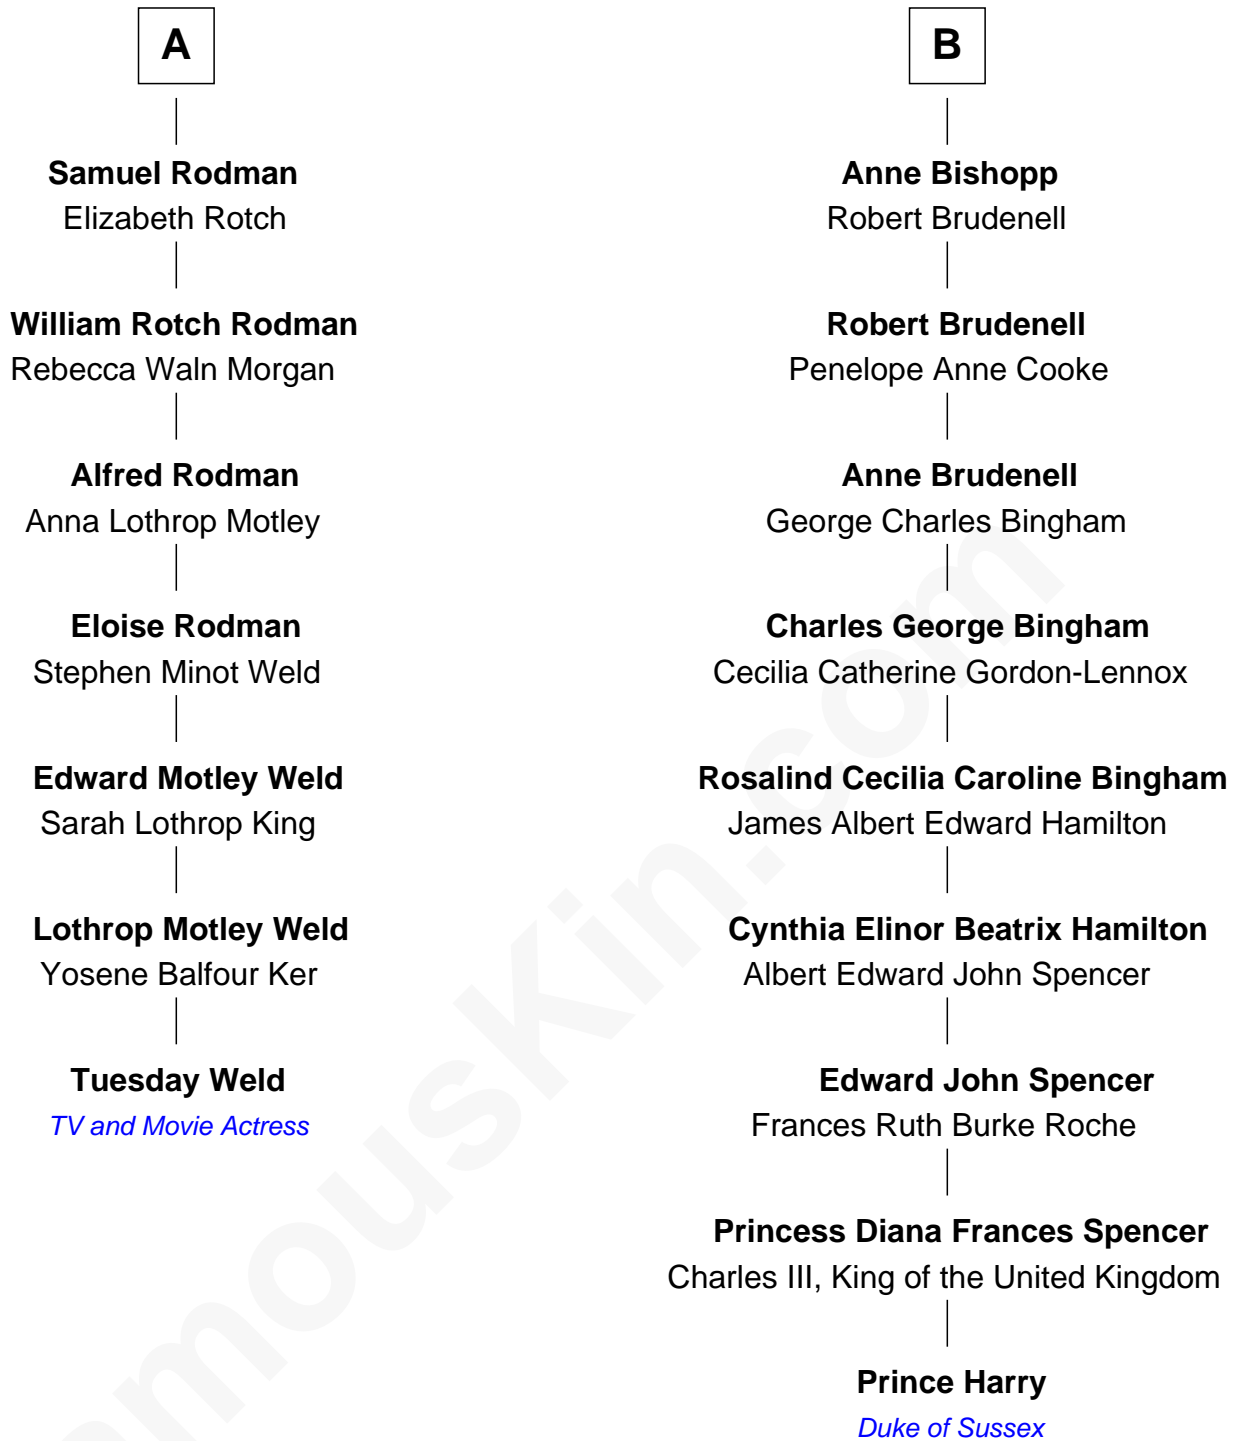 A
Samuel Rodman
Elizabeth Rotch
William Rotch Rodman
Rebecca Waln Morgan
Alfred Rodman
Anna Lothrop Motley
Eloise Rodman
Stephen Minot Weld
Edward Motley Weld
Sarah Lothrop King
Lothrop Motley Weld
Yosene Balfour Ker
Tuesday Weld
TV and Movie Actress
B
Anne Bishopp
Robert Brudenell
Robert Brudenell
Penelope Anne Cooke
Anne Brudenell
George Charles Bingham
Charles George Bingham
Cecilia Catherine Gordon-Lennox
Rosalind Cecilia Caroline Bingham
James Albert Edward Hamilton
Cynthia Elinor Beatrix Hamilton
Albert Edward John Spencer
Edward John Spencer
Frances Ruth Burke Roche
Princess Diana Frances Spencer
Charles III, King of the United Kingdom
Prince Harry
Duke of Sussex
amousKin.com